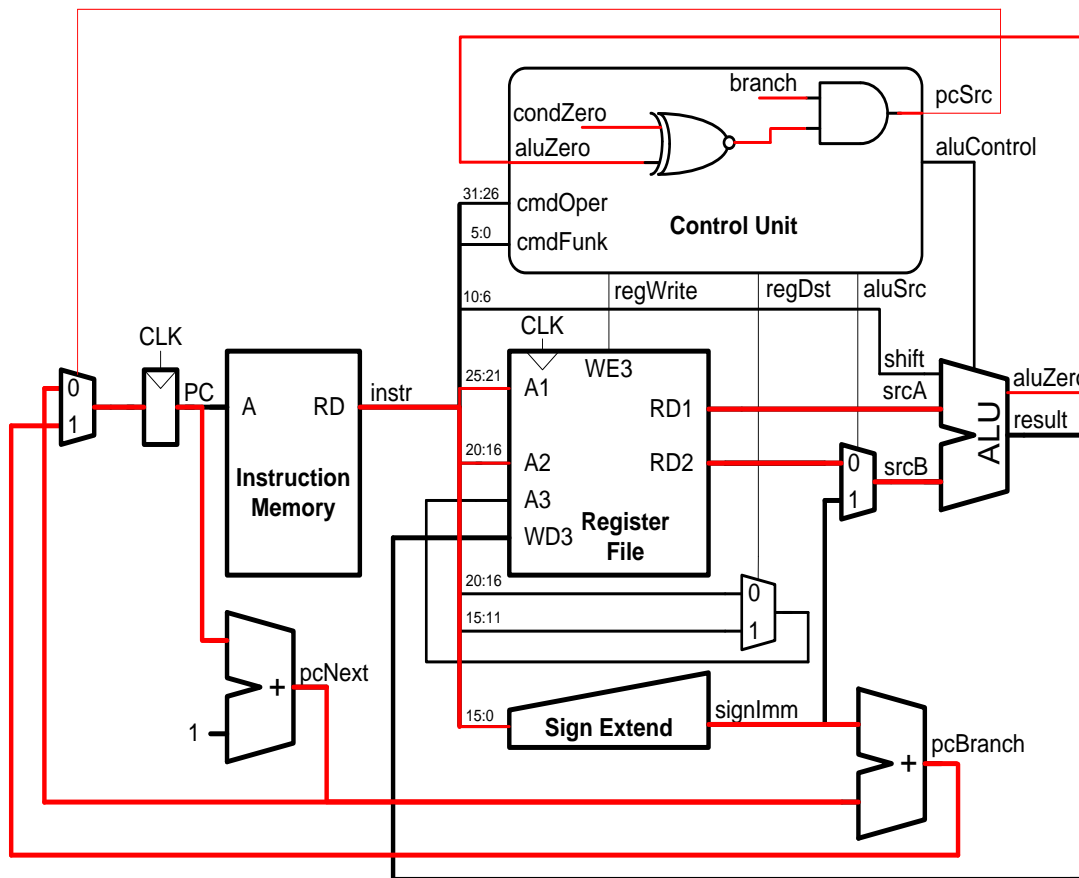 branch
pcSrc
condZero
aluZero
aluControl
31:26
cmdOper
5:0
cmdFunk
Control Unit
10:6
regWrite
regDst
aluSrc
CLK
CLK
shift
WE3
0
1
PC
A
RD
instr
25:21
A1
RD1
srcA
aluZero
result
ALU
20:16
A2
RD2
0
1
srcB
Instruction
Memory
A3
WD3
Register
File
20:16
0
15:11
1
pcNext
+
1
15:0
Sign Extend
signImm
+
pcBranch